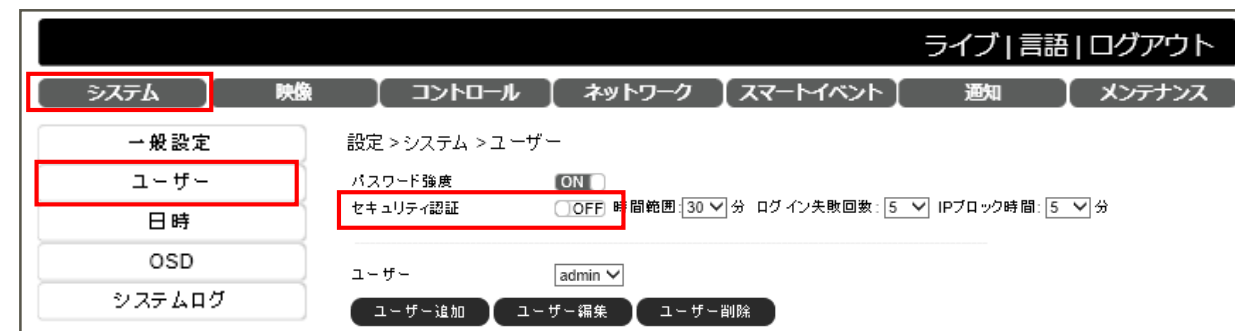 ライブ | 言語 | ログアウト
システム 映像 コントロール ネットワーク スマートイベント 通知 メンテナンス
一般設定
ユーザー
日時
OSD
システムログ
設定 > システム > ユーザー
パスワード強度 ON
セキュリティ認証 OFF 時間範囲: 30 分 ログイン失敗回数: 5 IPブロック時間: 5 分
ユーザー admin
ユーザー追加 ユーザー編集 ユーザー削除